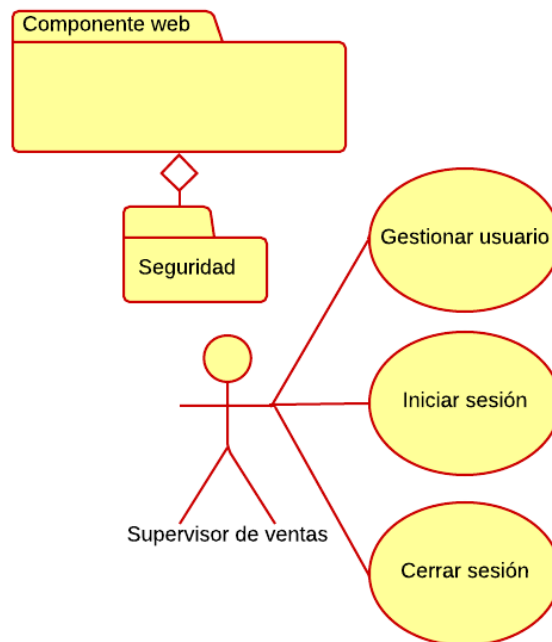 Componente web
Seguridad
Gestionar usuario
Iniciar sesión
Supervisor de ventas
Cerrar sesión